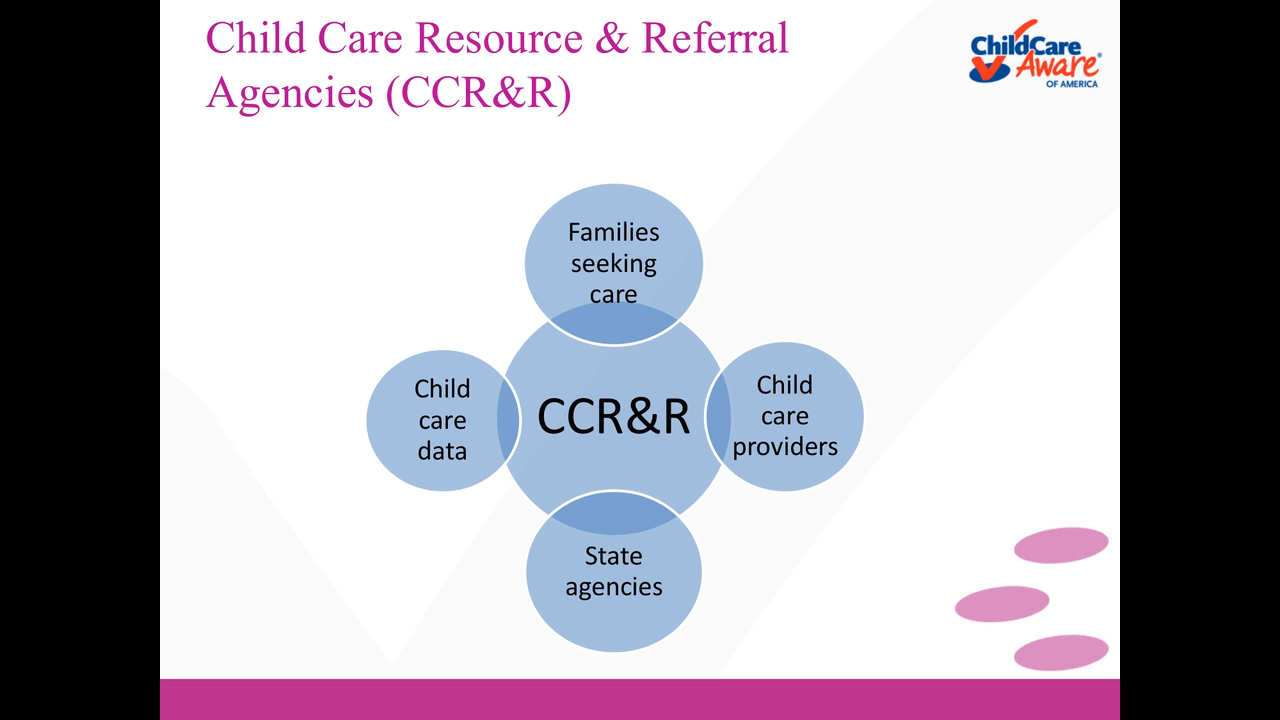 Child Care Resource & Referral
Agencies (CCR&R)
ChildCare
Aware®
OF AMERICA
Families
seeking
care
Child
care
data
CCR&R
Child
care
providers
State
agencies